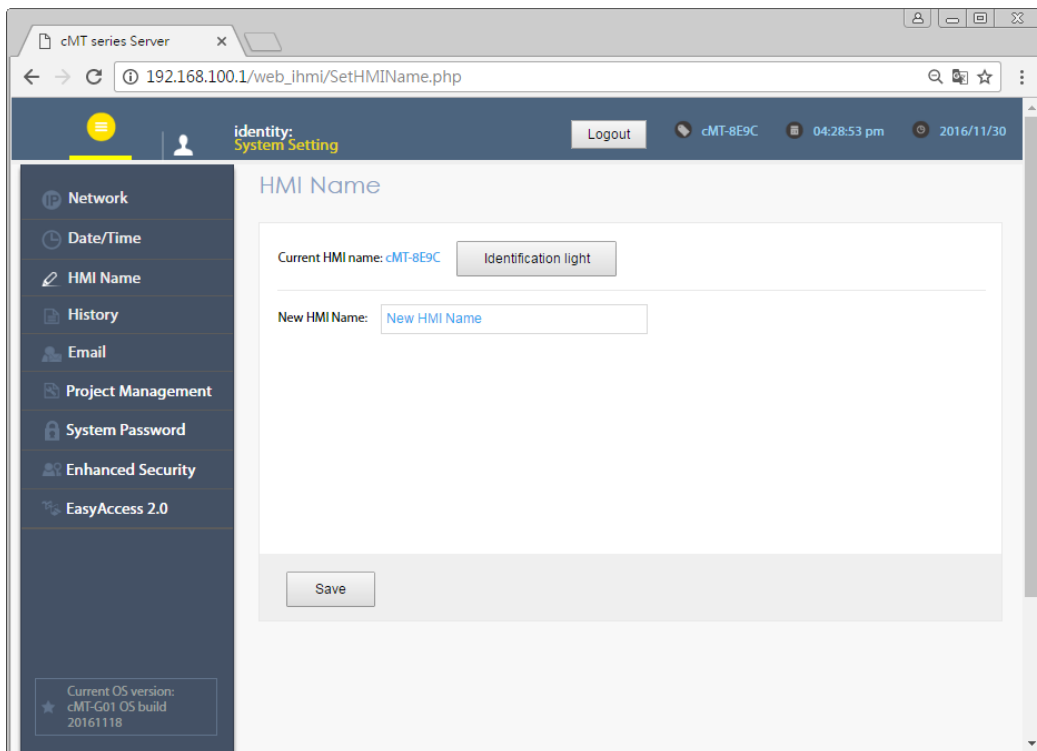 cMT series Server
192.168.100.1/web_ihmi/SetHMIName.php
identity:
System Setting
Logout
cMT-8E9C
04:28:53 pm
2016/11/30
Network
Date/Time
HMI Name
History
Email
Project Management
System Password
Enhanced Security
EasyAccess 2.0
Current OS version:
cMT-G01 OS build
20161118
HMI Name
Current HMI name: cMT-8E9C
Identification light
New HMI Name:
New HMI Name
Save